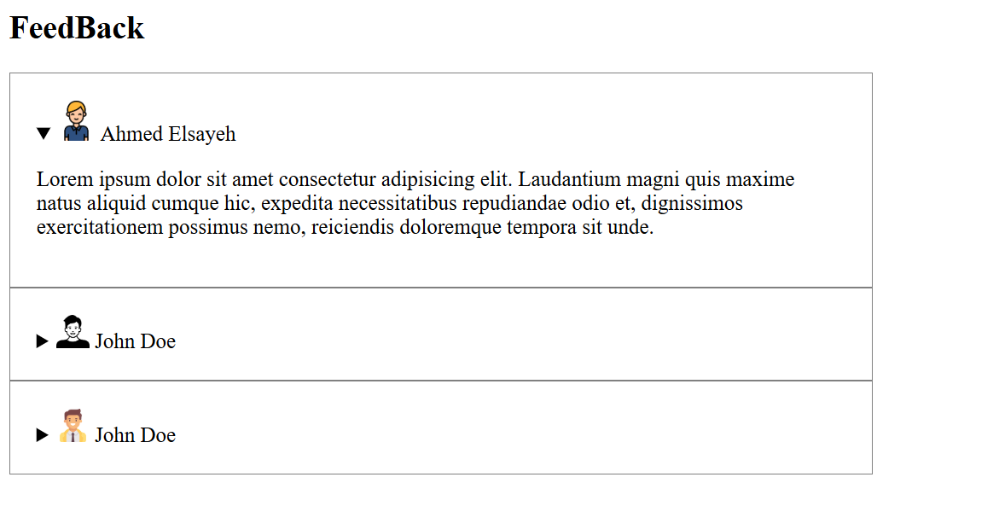 FeedBack
Ahmed Elsayeh
Lorem ipsum dolor sit amet consectetur adipisicing elit. Laudantium magni quis maxime
natus aliquid cumque hic, expedita necessitatibus repudiandae odio et, dignissimos
exercitationem possimus nemo, reiciendis doloremque tempora sit unde.
John Doe
John Doe